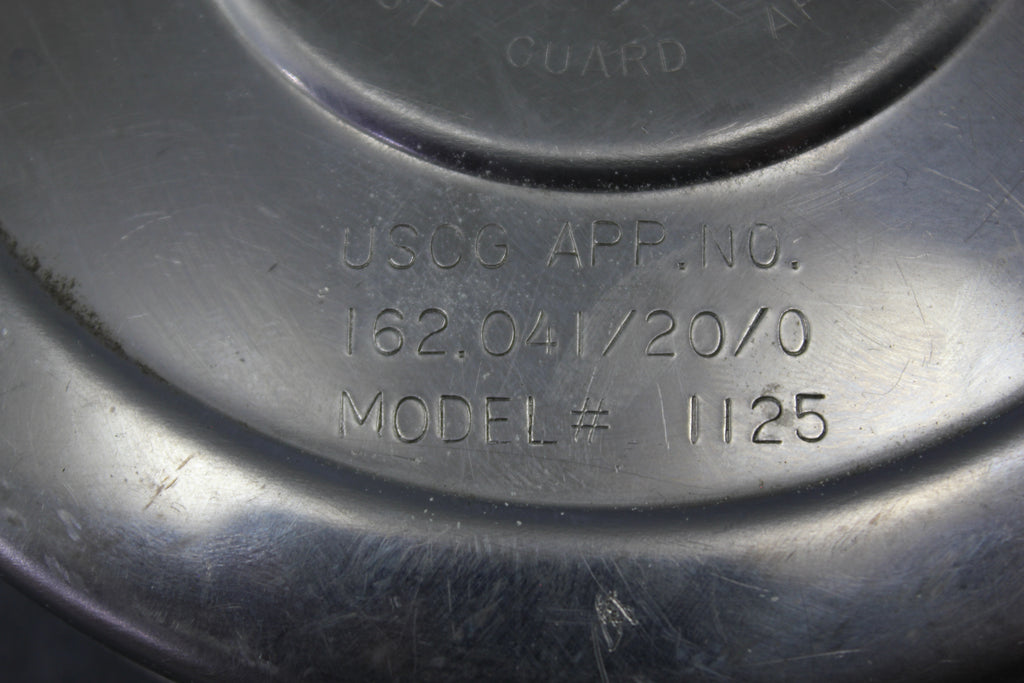 GUARD
USCG APP.NO.
162.041/20/0
MODEL # 1125